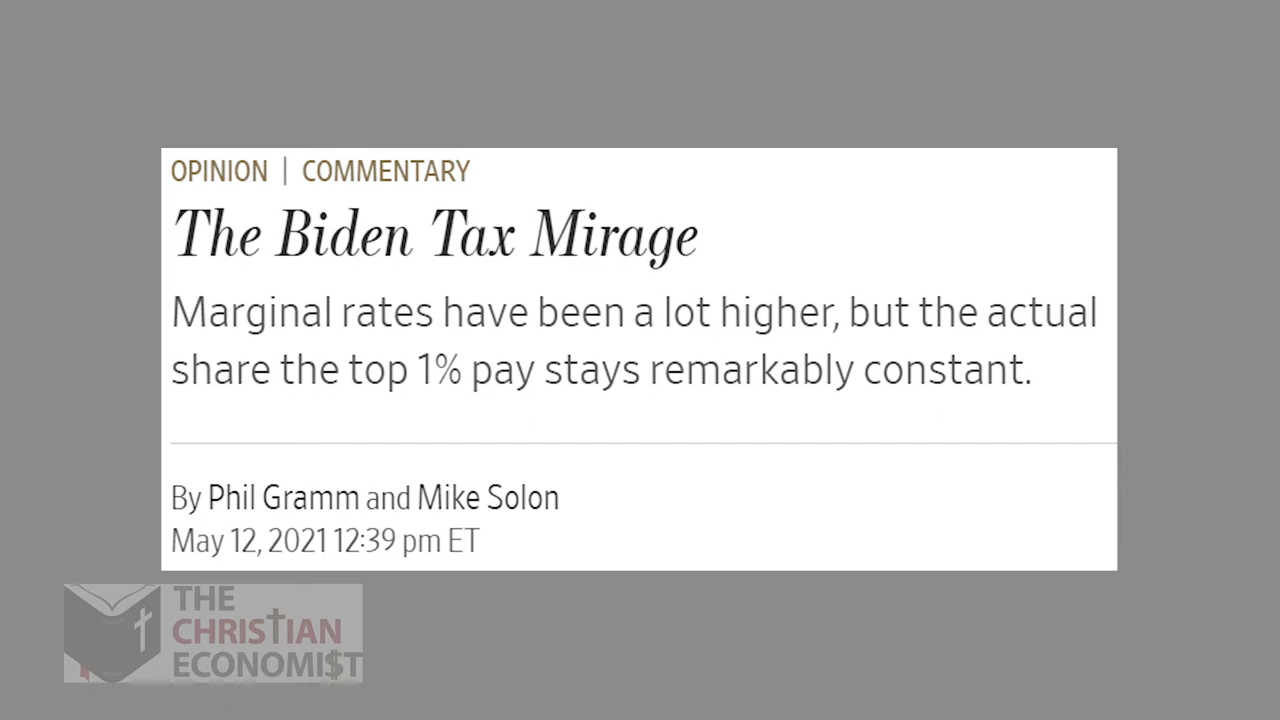 OPINION | COMMENTARY
The Biden Tax Mirage
Marginal rates have been a lot higher, but the actual
share the top 1% pay stays remarkably constant.
By Phil Gramm and Mike Solon
May 12, 2021 12:39 pm ET
THE
CHRISTIAN
ECONOMI$T